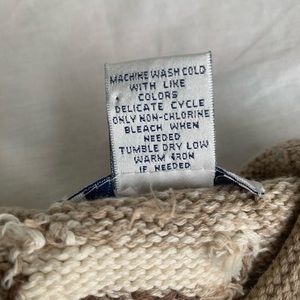 MACHINE WASH COLD
WITH LIKE
COLORS
DELICATE CYCLE
ONLY NON-CHLORINE
BLEACH WHEN
NEEDED
TUMBLE DRY LOW
WARM IRON
IF NEEDED